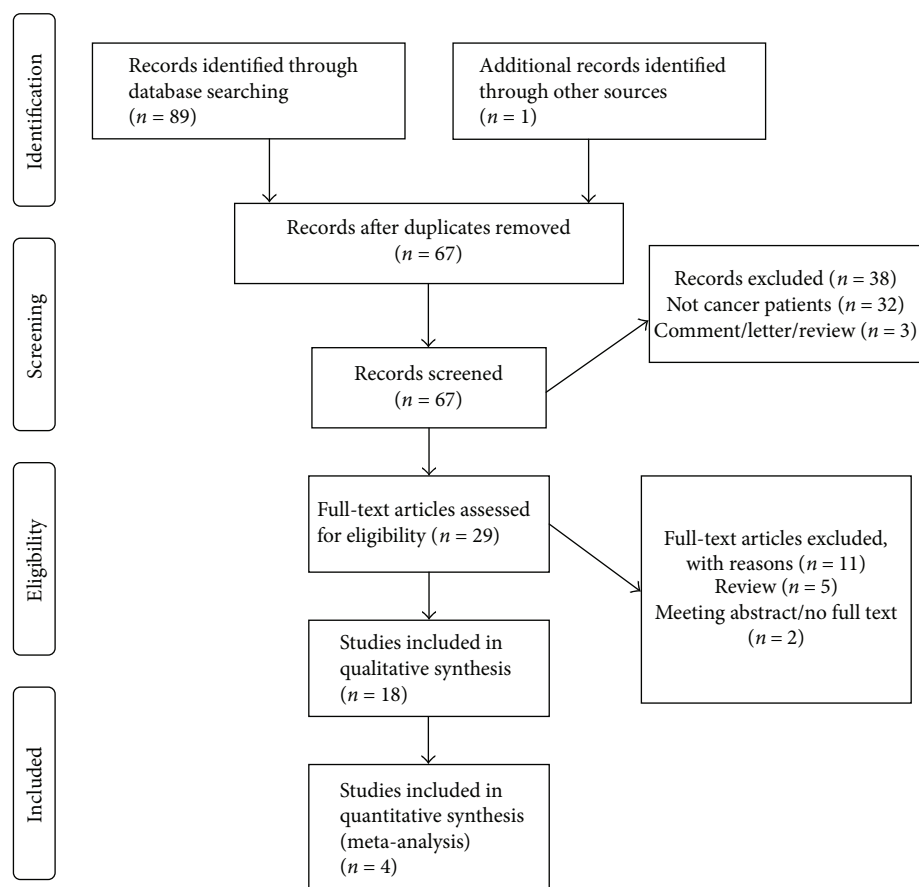 Identification
Records identified through
database searching
(n = 89)
Additional records identified
through other sources
(n = 1)
Records after duplicates removed
(n = 67)
Screening
Records excluded (n = 38)
Not cancer patients (n = 32)
Comment/letter/review (n = 3)
Records screened
(n = 67)
Eligibility
Full-text articles assessed
for eligibility (n = 29)
Full-text articles excluded,
with reasons (n = 11)
Review (n = 5)
Meeting abstract/no full text
(n = 2)
Studies included in
qualitative synthesis
(n = 18)
Included
Studies included in
quantitative synthesis
(meta-analysis)
(n = 4)